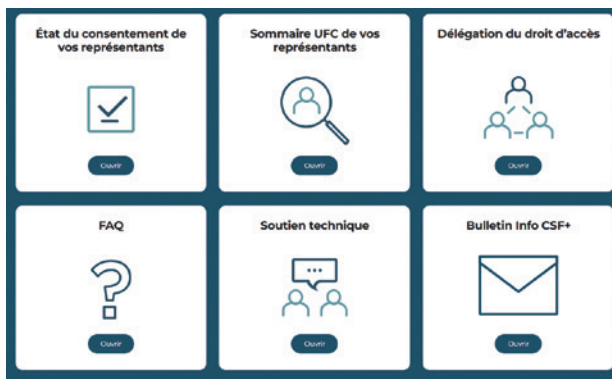 État du consentement de
vos représentants
Ouvrir
Sommaire UFC de vos
représentants
Ouvrir
Délégation du droit d'accès
Ouvrir
FAQ
Ouvrir
Soutien technique
Ouvrir
Bulletin Info CSF+
Ouvrir